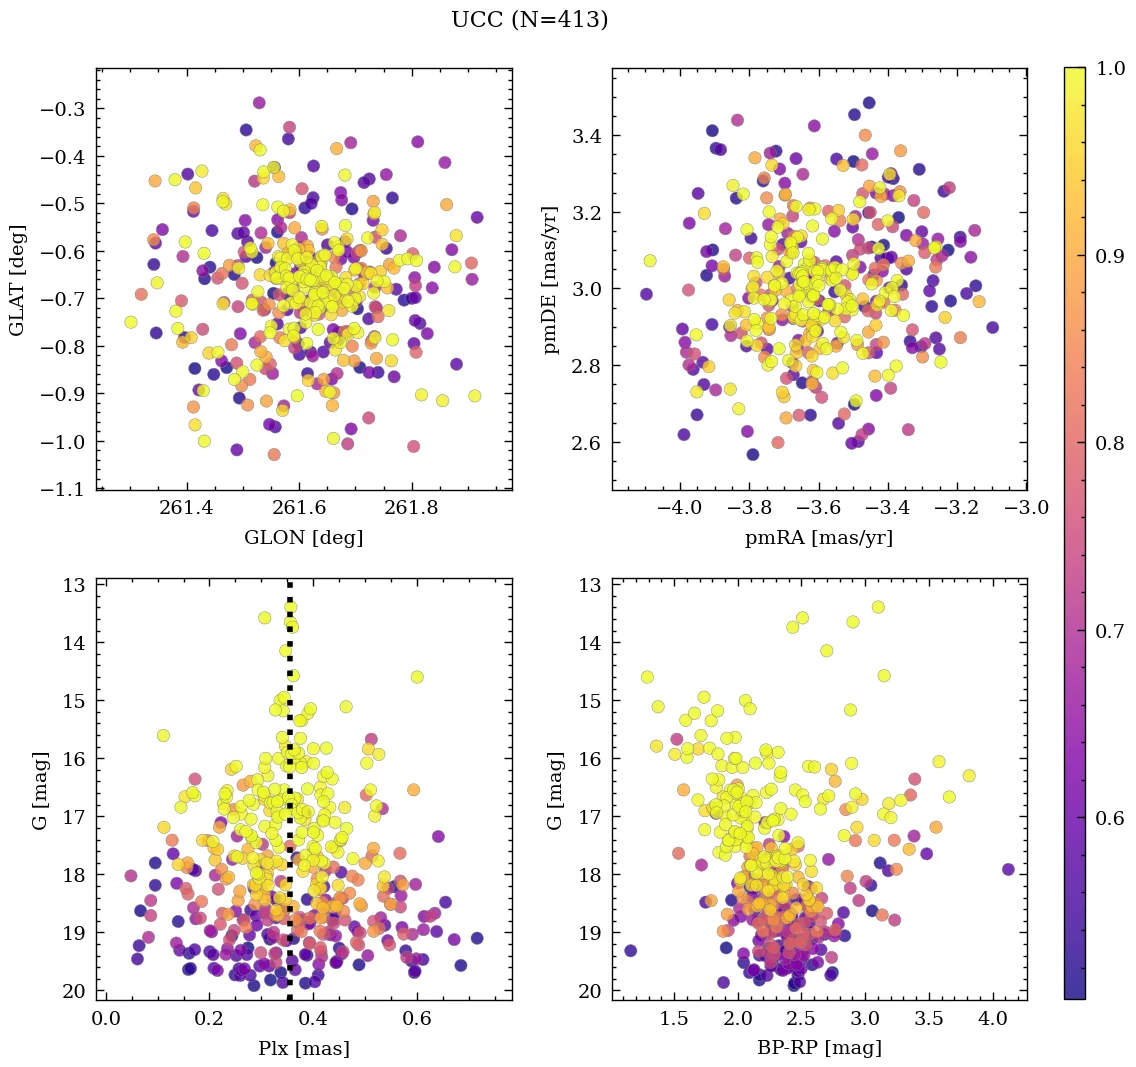 UCC (N=413)
−0.3
−0.4
−0.5
−0.6
−0.7
−0.8
−0.9
−1.0
−1.1
GLAT [deg]
261.4 261.6 261.8
GLON [deg]
3.4
3.2
3.0
2.8
2.6
pmDE [mas/yr]
−4.0 −3.8 −3.6 −3.4 −3.2 −3.0
pmRA [mas/yr]
1.0
0.9
0.8
0.7
0.6
13
14
15
16
17
18
19
20
G [mag]
0.0 0.2 0.4 0.6
Plx [mas]
13
14
15
16
17
18
19
20
G [mag]
1.5 2.0 2.5 3.0 3.5 4.0
BP-RP [mag]